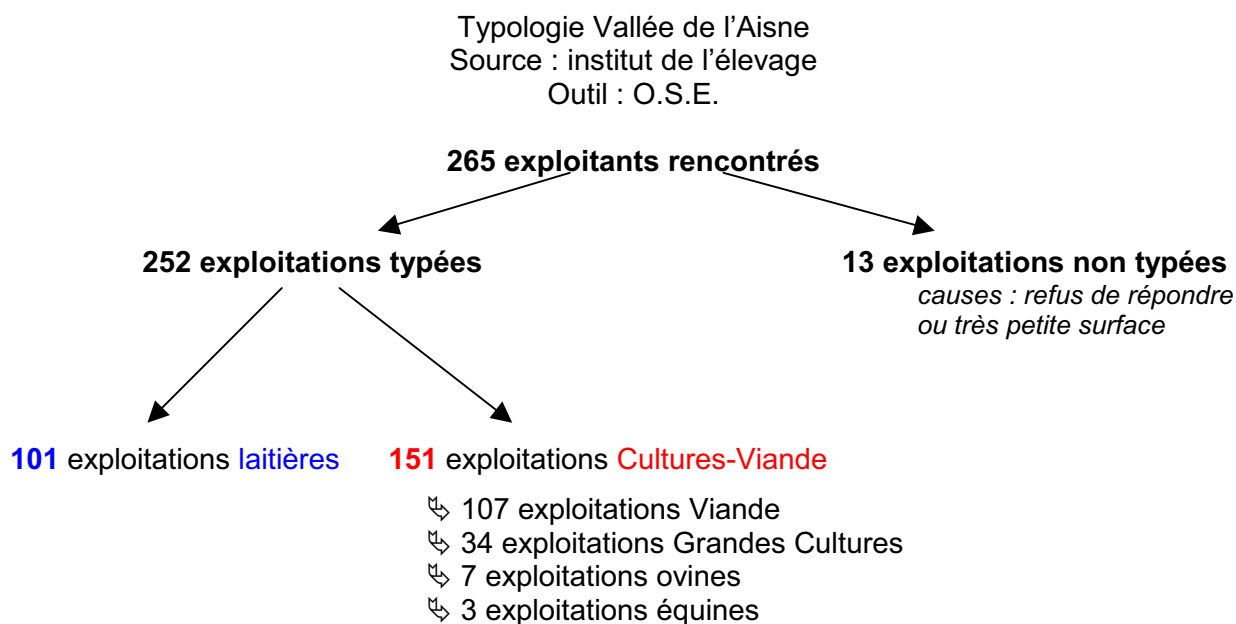 Typologie Vallée de l’Aisne
Source : institut de l’élevage
Outil : O.S.E.
265 exploitants rencontrés
252 exploitations typées
13 exploitations non typées
causes : refus de répondre
ou très petite surface
101 exploitations laitières
151 exploitations Cultures-Viande
107 exploitations Viande
34 exploitations Grandes Cultures
7 exploitations ovines
3 exploitations équines